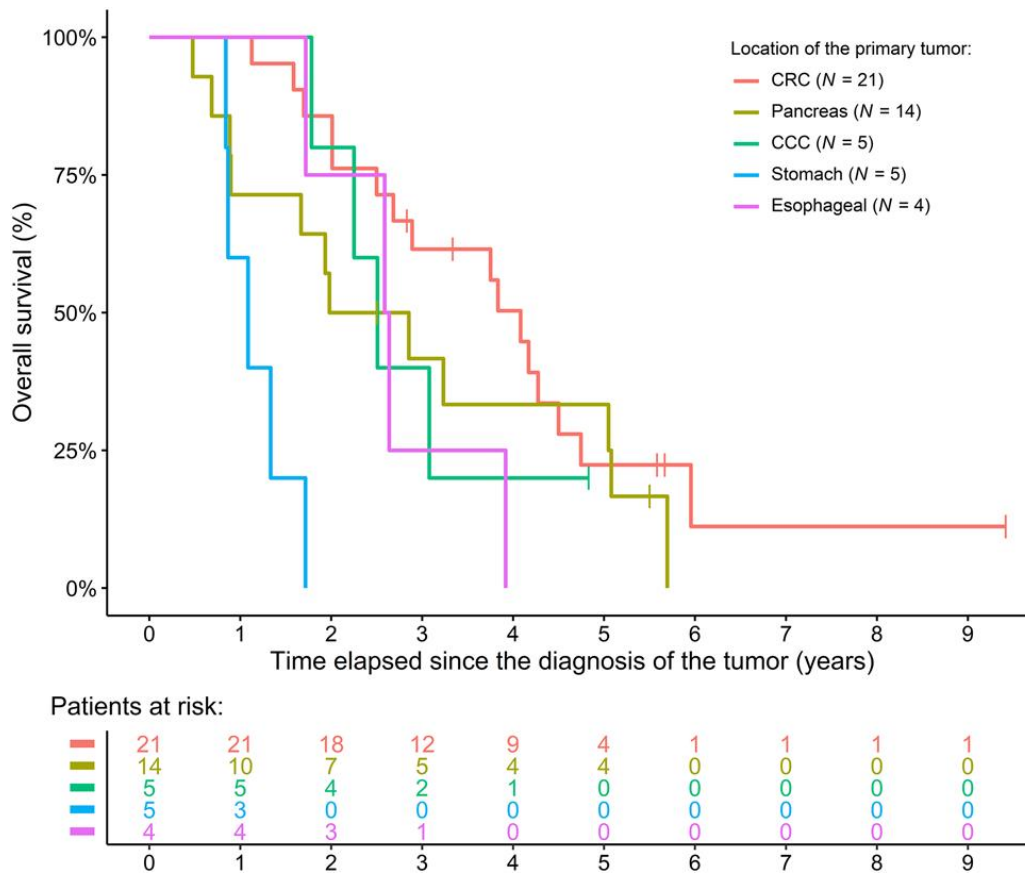 100%
75%
50%
25%
0%
Overall survival (%)
Location of the primary tumor:
CRC (N = 21)
Pancreas (N = 14)
CCC (N = 5)
Stomach (N = 5)
Esophageal (N = 4)
0 1 2 3 4 5 6 7 8 9
Time elapsed since the diagnosis of the tumor (years)
Patients at risk:
21 21 18 12 9 4 1 1 1 1
14 10 7 5 4 4 0 0 0 0
5 5 4 2 1 0 0 0 0 0
5 3 0 0 0 0 0 0 0 0
4 4 3 1 0 0 0 0 0 0
0 1 2 3 4 5 6 7 8 9